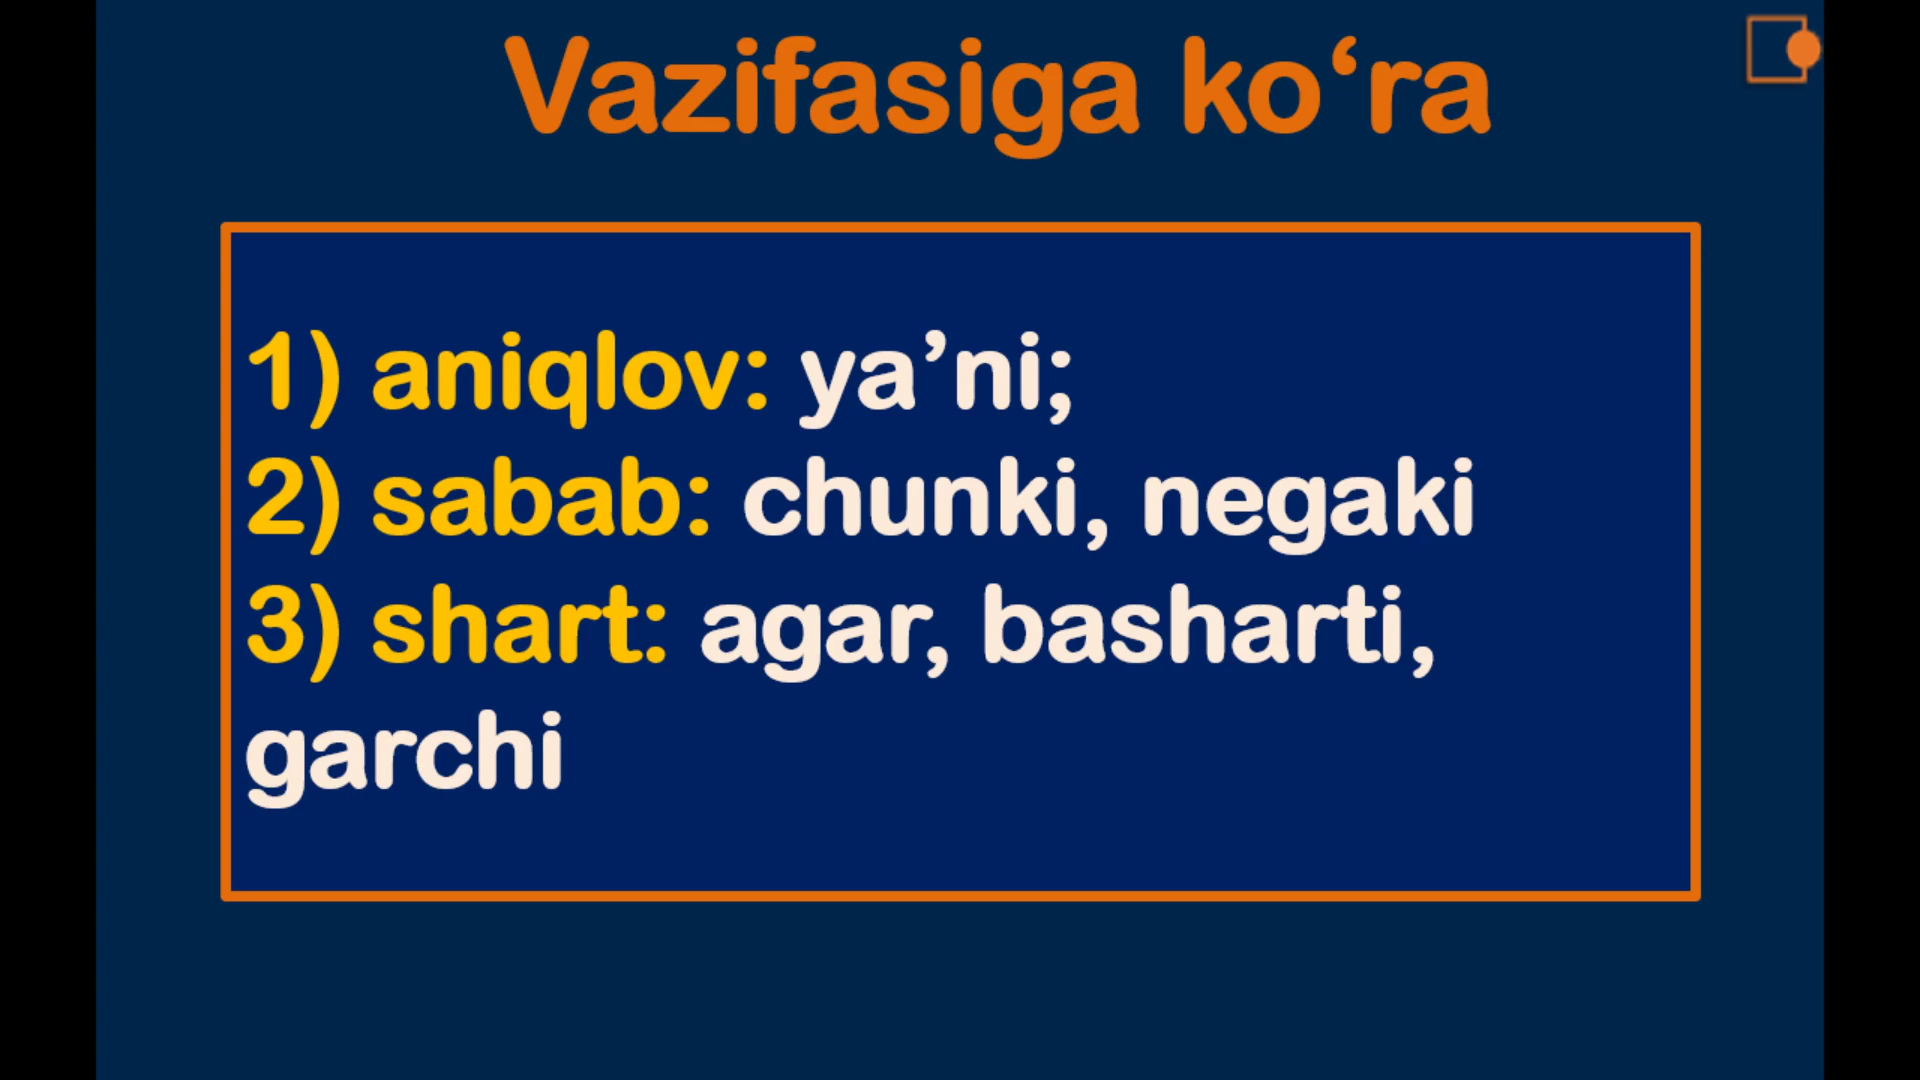 Vazifasiga ko‘ra
1) aniqlov: ya’ni;
2) sabab: chunki, negaki
3) shart: agar, basharti,
garchi